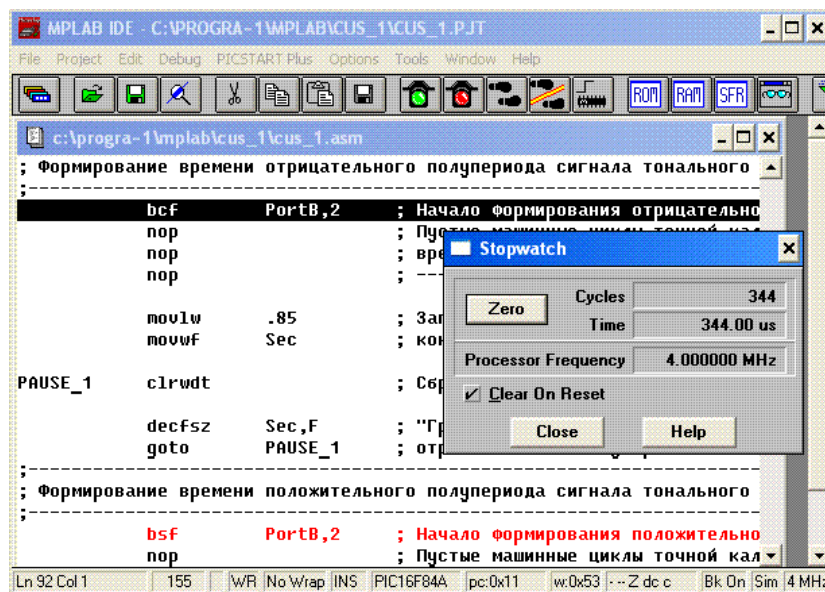 MPLAB IDE - C:\PROGRA~1\MPLAB\CUS_1\CUS_1.PJT
File Project Edit Debug PICSTART Plus Options Tools Window Help
ROM RAM SFR
c:\progra~1\mplab\cus_1\cus_1.asm
; Формирование времени отрицательного полупериода сигнала тонального
;
bcf PortB,2 ; Начало формирования отрицательно
nop ; Пустые машинные циклы точной кал
nop ; вре
nop ; ---
movlw .85 ; Заг
movwf Sec ; кон
PAUSE_1 clrwdt ; Сбр
decfsz Sec,F ; "Гр
goto PAUSE_1 ; отр
;
; Формирование времени положительного полупериода сигнала тонального
;
bsf PortB,2 ; Начало формирования положительно
nop ; Пустые машинные циклы точной кал
Stopwatch
Zero
Cycles 344
Time 344.00 us
Processor Frequency 4.000000 MHz
Clear On Reset
Close Help
Ln 92 Col 1 155 WR No Wrap INS PIC16F84A pc:0x11 w:0x53 - -- Z dc c Bk On Sim 4 MHz